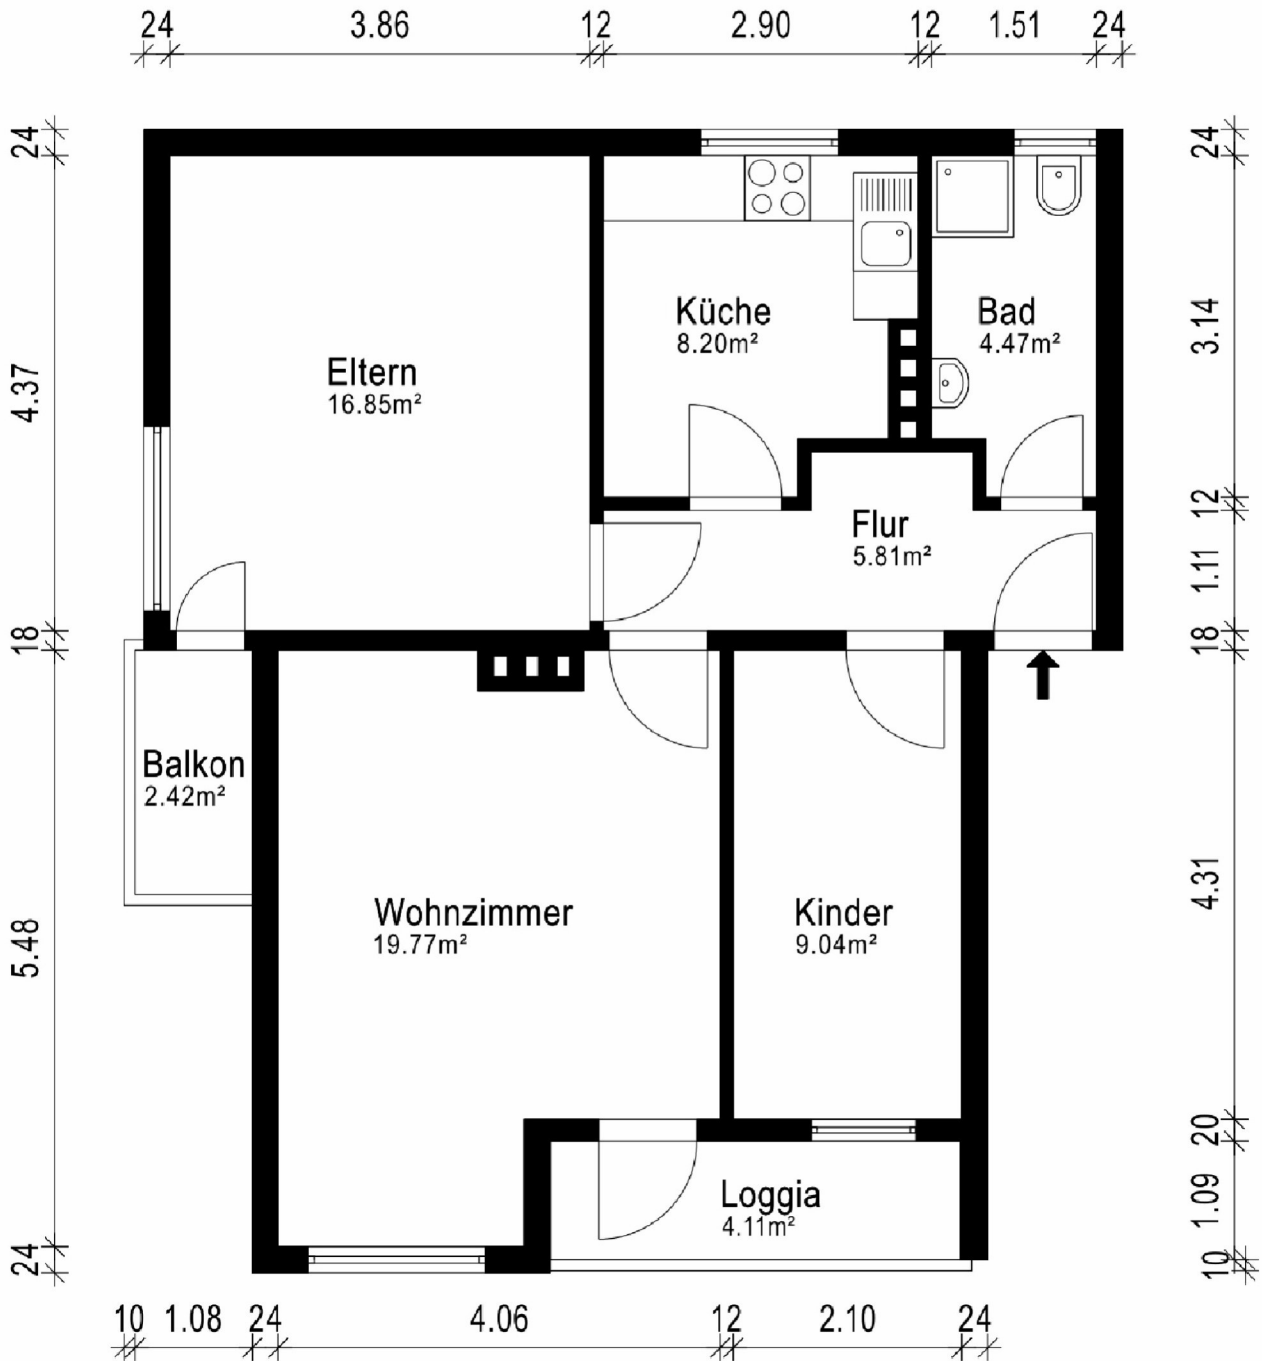 24 3.86 12 2.90 12 1.51 24
24
4.37
18
5.48
24
24
3.14
12
1.11
18
4.31
20
1.09
10
Eltern
16.85m²
Küche
8.20m²
Bad
4.47m²
Flur
5.81m²
Balkon
2.42m²
Wohnzimmer
19.77m²
Kinder
9.04m²
Loggia
4.11m²
10 1.08 24 4.06 12 2.10 24